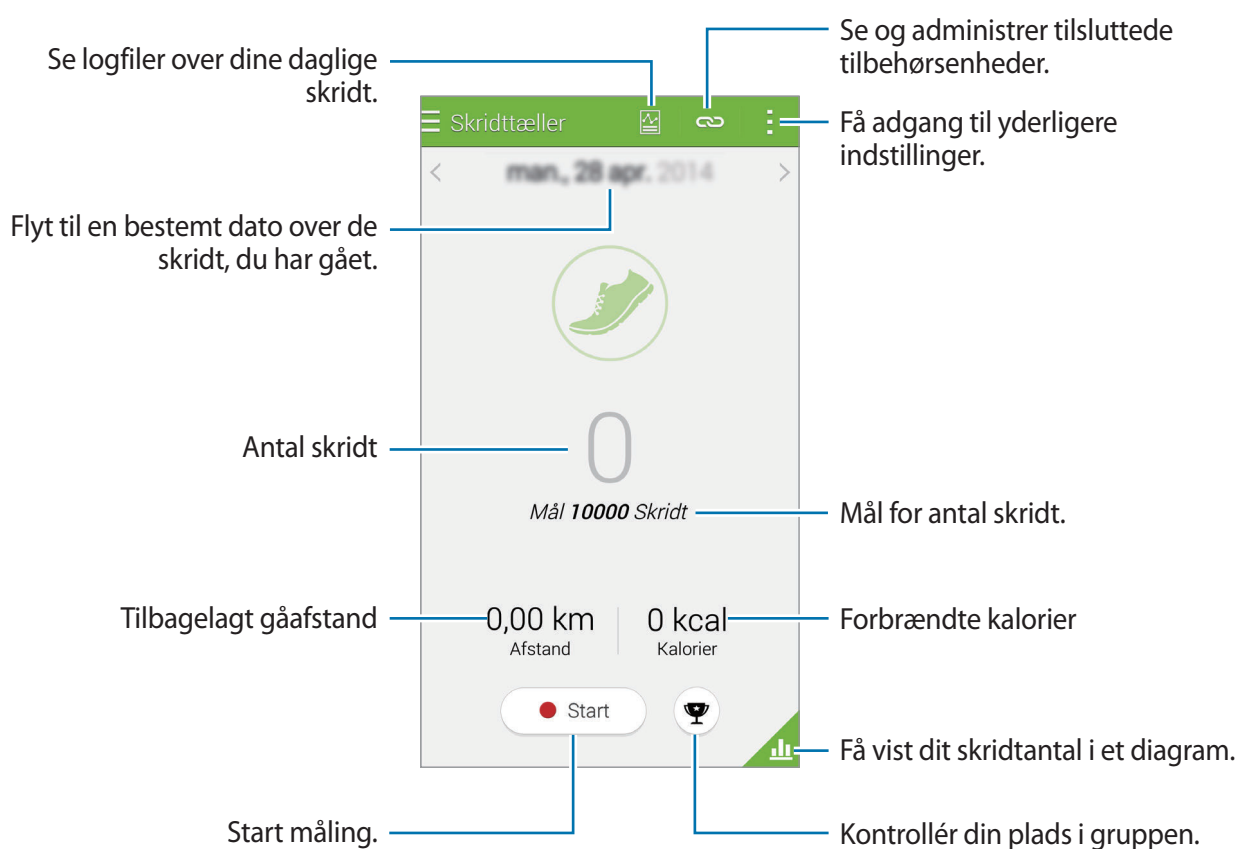 Se og administrer tilsluttede
tilbehørsenheder.
Se logfiler over dine daglige
skridt.
Skridttæller
Få adgang til yderligere
indstillinger.
man., 28 apr. 2014
Flyt til en bestemt dato over de
skridt, du har gået.
Antal skridt
0
Mål 10000 Skridt
Mål for antal skridt.
Tilbagelagt gåafstand
0,00 km
Afstand
0 kcal
Kalorier
Forbrændte kalorier
Start
Få vist dit skridtantal i et diagram.
Start måling.
Kontrollér din plads i gruppen.